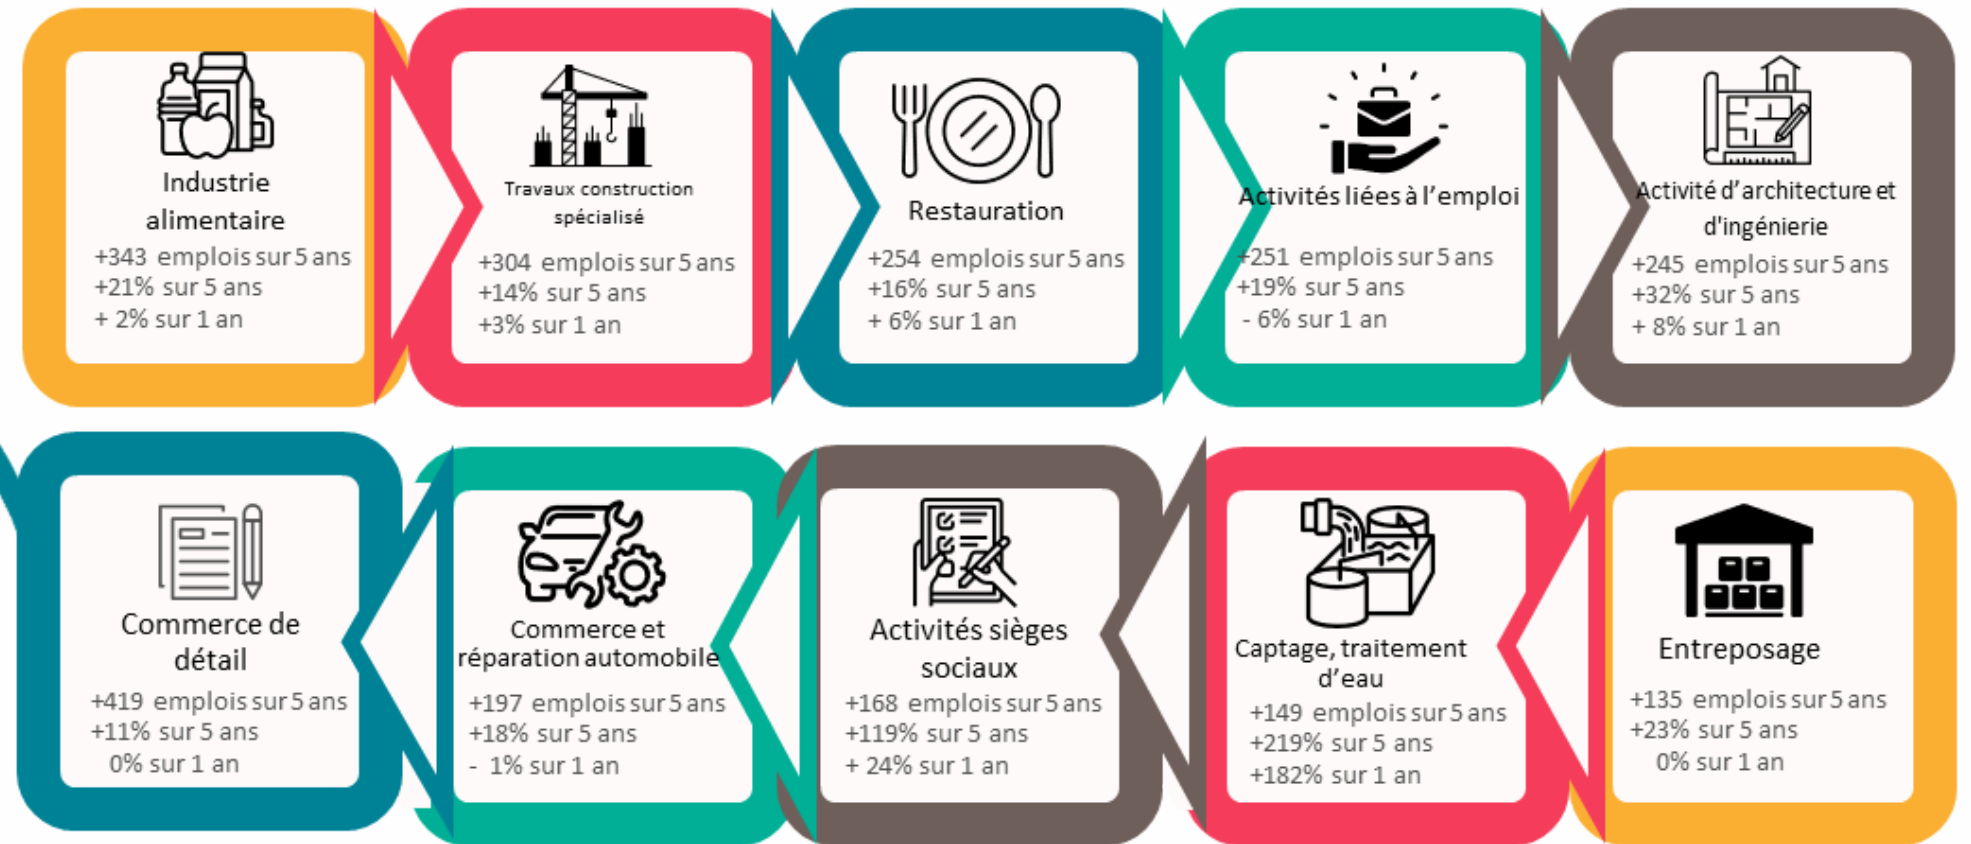 Industrie
alimentaire
+343 emplois sur 5 ans
+21% sur 5 ans
+ 2% sur 1 an
Travaux construction
spécialisé
+304 emplois sur 5 ans
+14% sur 5 ans
+3% sur 1 an
Restauration
+254 emplois sur 5 ans
+16% sur 5 ans
+ 6% sur 1 an
Activités liées à l'emploi
+251 emplois sur 5 ans
+19% sur 5 ans
- 6% sur 1 an
Activité d'architecture et
d'ingénierie
+245 emplois sur 5 ans
+32% sur 5 ans
+ 8% sur 1 an
Commerce de
détail
+419 emplois sur 5 ans
+11% sur 5 ans
0% sur 1 an
Commerce et
réparation automobile
+197 emplois sur 5 ans
+18% sur 5 ans
- 1% sur 1 an
Activités sièges
sociaux
+168 emplois sur 5 ans
+119% sur 5 ans
+ 24% sur 1 an
Captage, traitement
d'eau
+149 emplois sur 5 ans
+219% sur 5 ans
+182% sur 1 an
Entreposage
+135 emplois sur 5 ans
+23% sur 5 ans
0% sur 1 an